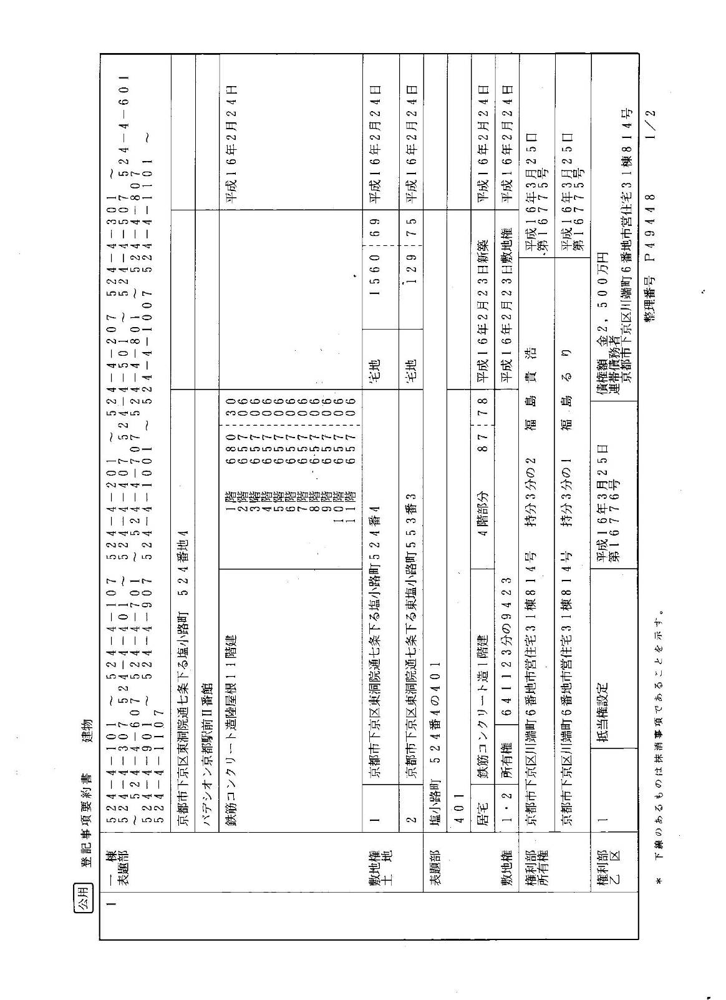 公用
登記事項要約書 建物
1
一棟
表題部
524-4-101 ~ 524-4-107 524-4-201 ~ 524-4-207 524-4-301 ~
524-4-307 524-4-401 ~ 524-4-407 524-4-501 ~ 524-4-507 524-4-601
~ 524-4-607 524-4-701 ~ 524-4-707 524-4-801 ~ 524-4-807
524-4-901 ~ 524-4-907 524-4-1001 ~ 524-4-1007 524-4-1101 ~
524-4-1107
京都市下京区東洞院通七条下る塩小路町 524番地4
パデシオン京都駅前Ⅱ番館
鉄筋コンクリート造陸屋根11階建
1階 680 30
2階 657 06
3階 657 06
4階 657 06
5階 657 06
6階 657 06
7階 657 06
8階 657 06
9階 657 06
10階 657 06
11階 657 06
平成16年2月24日
敷地権
土地
1 京都市下京区東洞院通七条下る塩小路町524番4 宅地 1560 69 平成16年2月24日
2 京都市下京区東洞院通七条下る東塩小路町553番3 宅地 129 75 平成16年2月24日
表題部
塩小路町 524番4の401
401
居宅 鉄筋コンクリート造1階建 4階部分 87 78 平成16年2月23日新築 平成16年2月24日
敷地権 1・2 所有権 641123分の9423 平成16年2月23日敷地権 平成16年2月24日
権利部
所有権
京都市下京区川端町6番地市営住宅31棟814号 持分3分の2 福島貴浩 平成16年3月25日
第16775号
京都市下京区川端町6番地市営住宅31棟814号 持分3分の1 福島るり 平成16年3月25日
第16775号
権利部
乙区
1 抵当権設定 平成16年3月25日
第16776号
債権額 金2,500万円
連帯債務者
京都市下京区川端町6番地市営住宅31棟814号
整理番号 P49448 1/2
* 下線のあるものは抹消事項であることを示す。